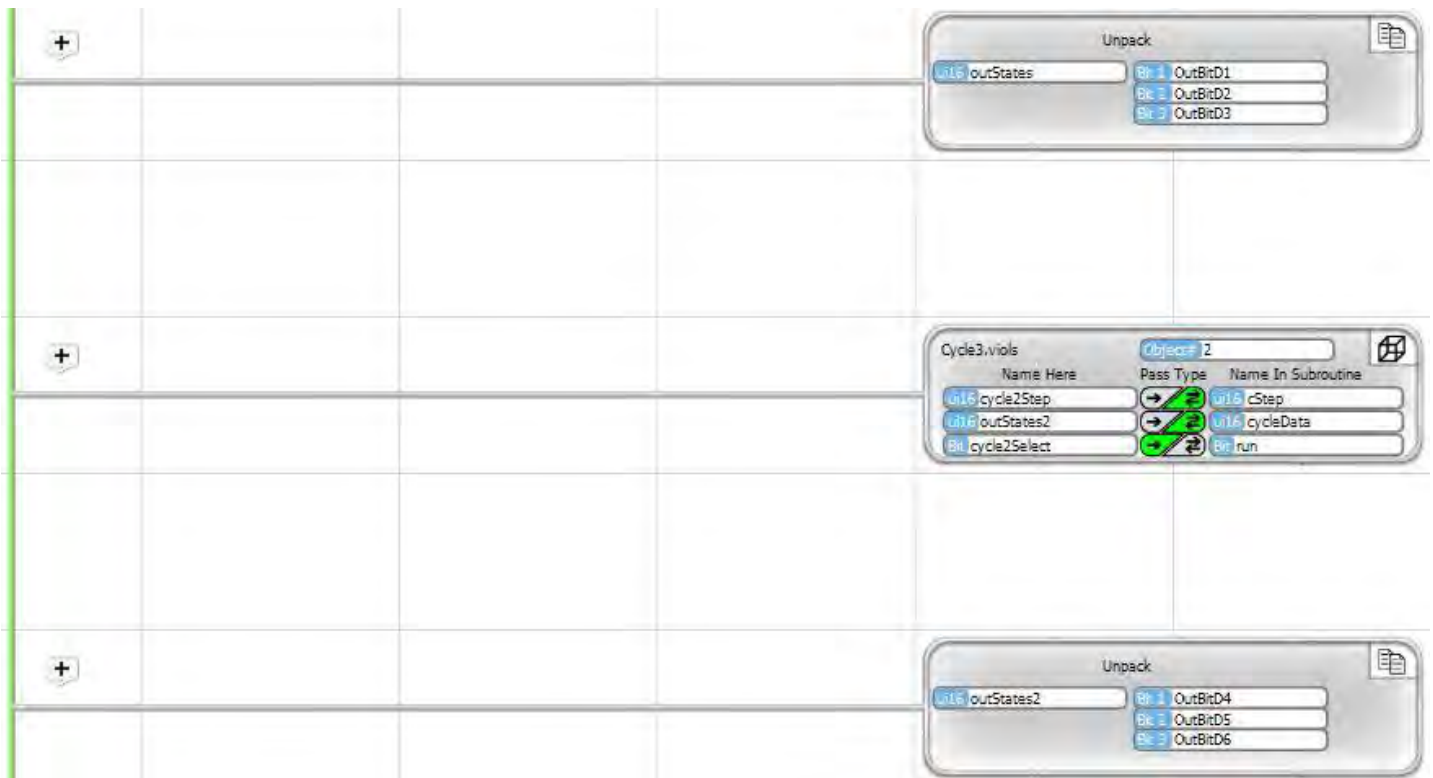 +
Unpack
ui16 outStates Bit 1 OutBitD1
Bit 2 OutBitD2
Bit 3 OutBitD3
+
Cycle3.viols Object# 2
Name Here Pass Type Name In Subroutine
ui16 cycle2Step ui16 cStep
ui16 outStates2 ui16 cycleData
Bit cycle2Select Bit run
+
Unpack
ui16 outStates2 Bit 1 OutBitD4
Bit 2 OutBitD5
Bit 3 OutBitD6